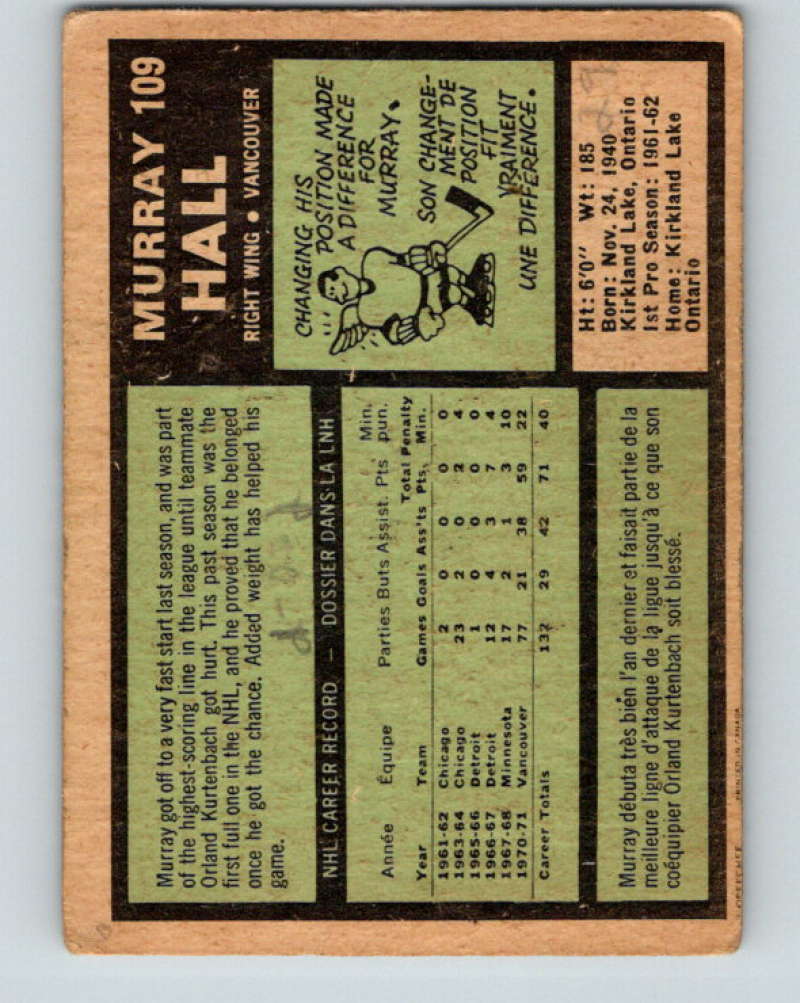 MURRAY 109
HALL
RIGHT WING • VANCOUVER
CHANGING HIS
POSITION MADE
A DIFFERENCE
FOR
MURRAY.
SON CHANGE-
MENT DE
POSITION
FIT
VRAIMENT
UNE DIFFÉRENCE.
Ht: 6'0" Wt: 185
Born: Nov. 24, 1940
Kirkland Lake, Ontario
1st Pro Season: 1961-62
Home: Kirkland Lake
Ontario
Murray got off to a very fast start last season, and was part
of the highest-scoring line in the league until teammate
Orland Kurtenbach got hurt. This past season was the
first full one in the NHL, and he proved that he belonged
once he got the chance. Added weight has helped his
game.
NHL CAREER RECORD — DOSSIER DANS LA LNH
Année Équipe Parties Buts Assist. Pts Min. pun.
Year Team Games Goals Ass'ts Total Pts. Penalty Min.
1961-62 Chicago 2 0 0 0 0
1963-64 Chicago 23 2 0 2 4
1965-66 Detroit 1 0 0 0 0
1966-67 Detroit 12 4 3 7 4
1967-68 Minnesota 17 2 1 3 10
1970-71 Vancouver 77 21 38 59 22
Career Totals 132 29 42 71 40
Murray débuta très bien l'an dernier et faisait partie de la
meilleure ligne d'attaque de la ligue jusqu'à ce que son
coéquipier Orland Kurtenbach soit blessé.
PRINTED IN CANADA